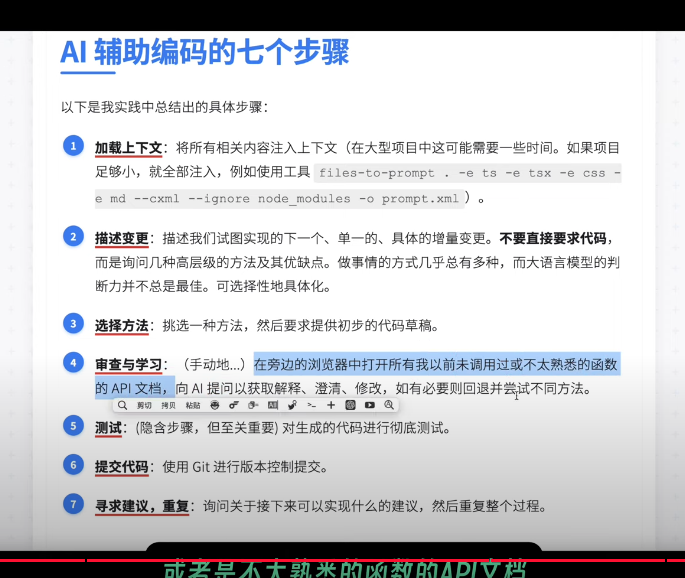 AI 辅助编码的七个步骤
以下是我实践中总结出的具体步骤：
1 加载上下文：将所有相关内容注入上下文（在大型项目中这可能需要一些时间。如果项目
足够小，就全部注入，例如使用工具 files-to-prompt . -e ts -e tsx -e css -
e md --cxml --ignore node_modules -o prompt.xml ）。
2 描述变更：描述我们试图实现的下一个、单一的、具体的增量变更。不要直接要求代码，
而是询问几种高层级的方法及其优缺点。做事情的方式几乎总有多种，而大语言模型的判
断力并不总是最佳。可选择性地具体化。
3 选择方法：挑选一种方法，然后要求提供初步的代码草稿。
4 审查与学习：（手动地...）在旁边的浏览器中打开所有我以前未调用过或不太熟悉的函数
的 API 文档，向 AI 提问以获取解释、澄清、修改，如有必要则回退并尝试不同方法。
剪切 拷贝 粘贴
5 测试：(隐含步骤，但至关重要) 对生成的代码进行彻底测试。
6 提交代码：使用 Git 进行版本控制提交。
7 寻求建议，重复：询问关于接下来可以实现什么的建议，然后重复整个过程。
或者是不太熟悉的函数的API文档